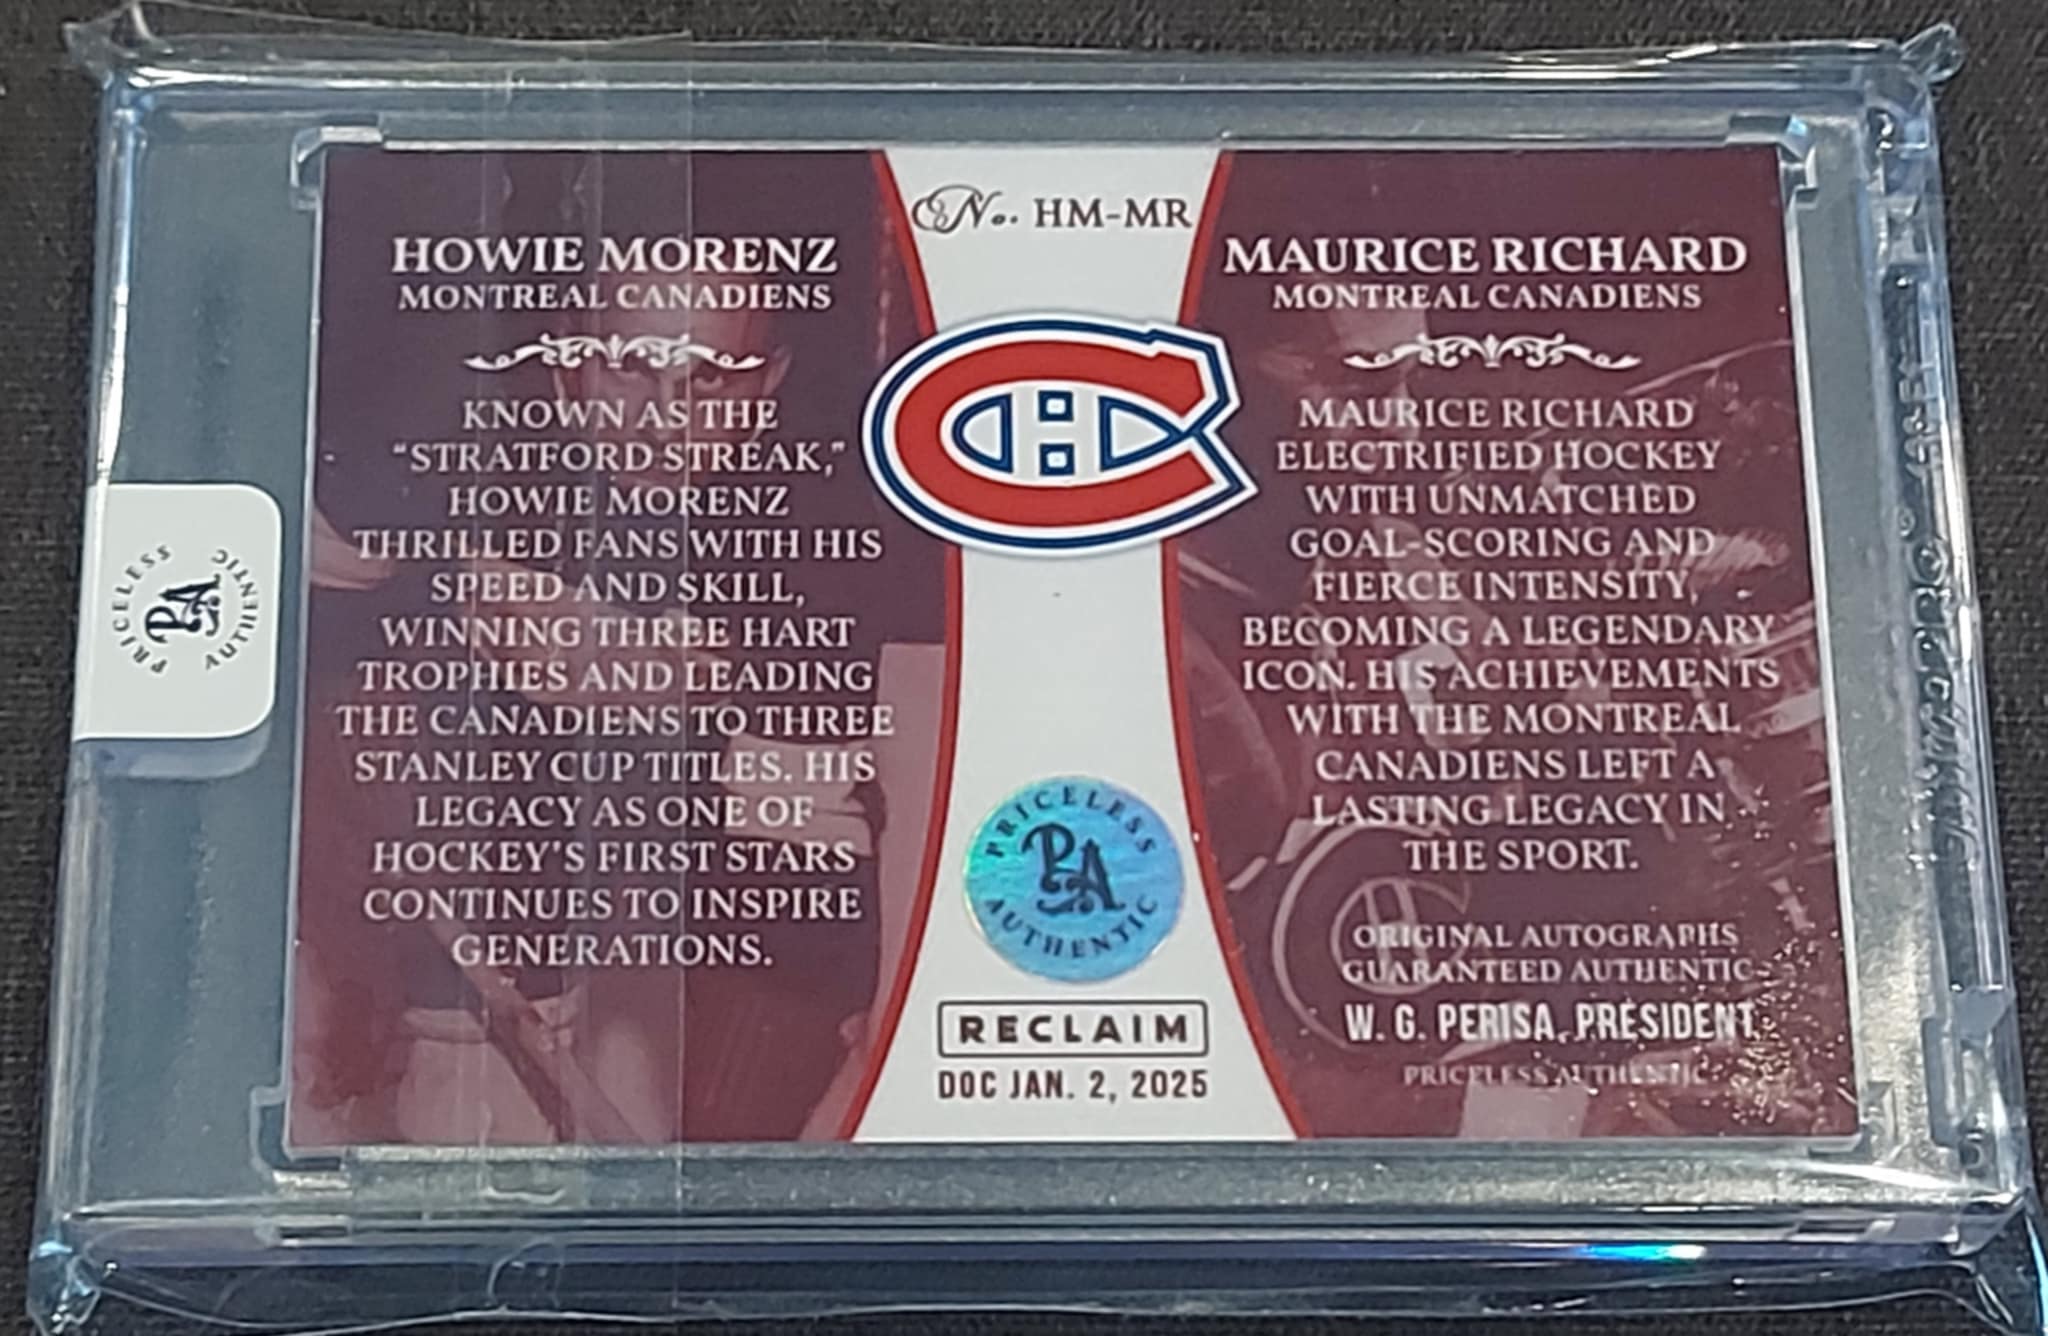 No. HM-MR
HOWIE MORENZ
MONTREAL CANADIENS
KNOWN AS THE
“STRATFORD STREAK,”
HOWIE MORENZ
THRILLED FANS WITH HIS
SPEED AND SKILL,
WINNING THREE HART
TROPHIES AND LEADING
THE CANADIENS TO THREE
STANLEY CUP TITLES. HIS
LEGACY AS ONE OF
HOCKEY'S FIRST STARS
CONTINUES TO INSPIRE
GENERATIONS.
MAURICE RICHARD
MONTREAL CANADIENS
MAURICE RICHARD
ELECTRIFIED HOCKEY
WITH UNMATCHED
GOAL-SCORING AND
FIERCE INTENSITY,
BECOMING A LEGENDARY
ICON. HIS ACHIEVEMENTS
WITH THE MONTREAL
CANADIENS LEFT A
LASTING LEGACY IN
THE SPORT.
ORIGINAL AUTOGRAPHS
GUARANTEED AUTHENTIC
W. G. PERISA, PRESIDENT
PRICELESS AUTHENTIC
CH
PRICELESS
PA
AUTHENTIC
RECLAIM
DOC JAN. 2, 2025
PRICELESS
PA
AUTHENTIC